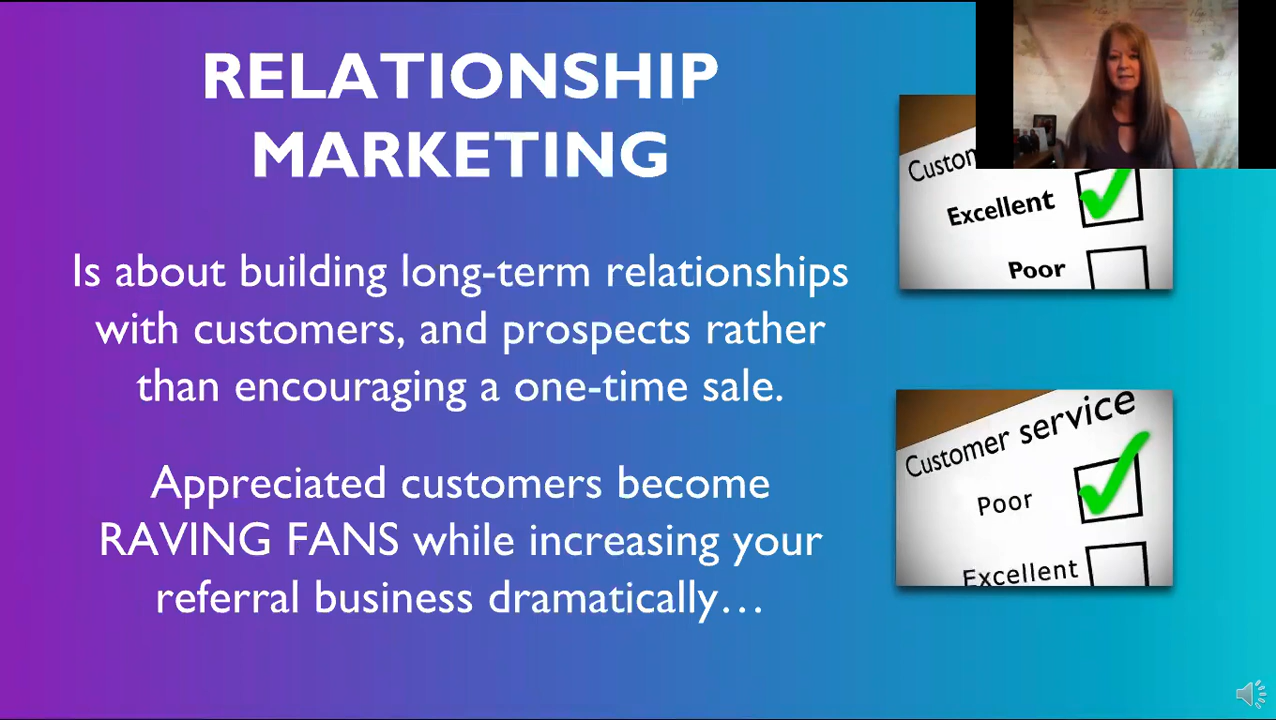 RELATIONSHIP
MARKETING
Is about building long-term relationships
with customers, and prospects rather
than encouraging a one-time sale.
Appreciated customers become
RAVING FANS while increasing your
referral business dramatically…
Excellent
Poor
Customer service
Poor
Excellent